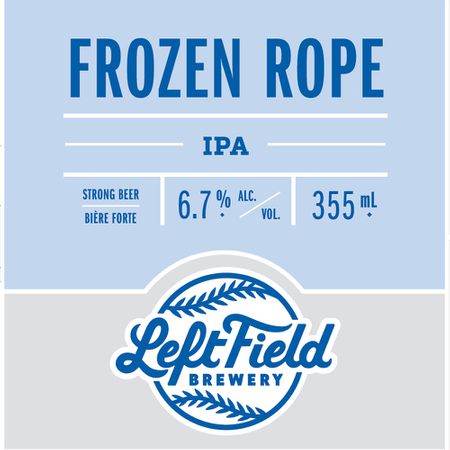 FROZEN ROPE
IPA
STRONG BEER
BIÈRE FORTE
6.7% ALC. / VOL.
355 mL
Left Field
BREWERY